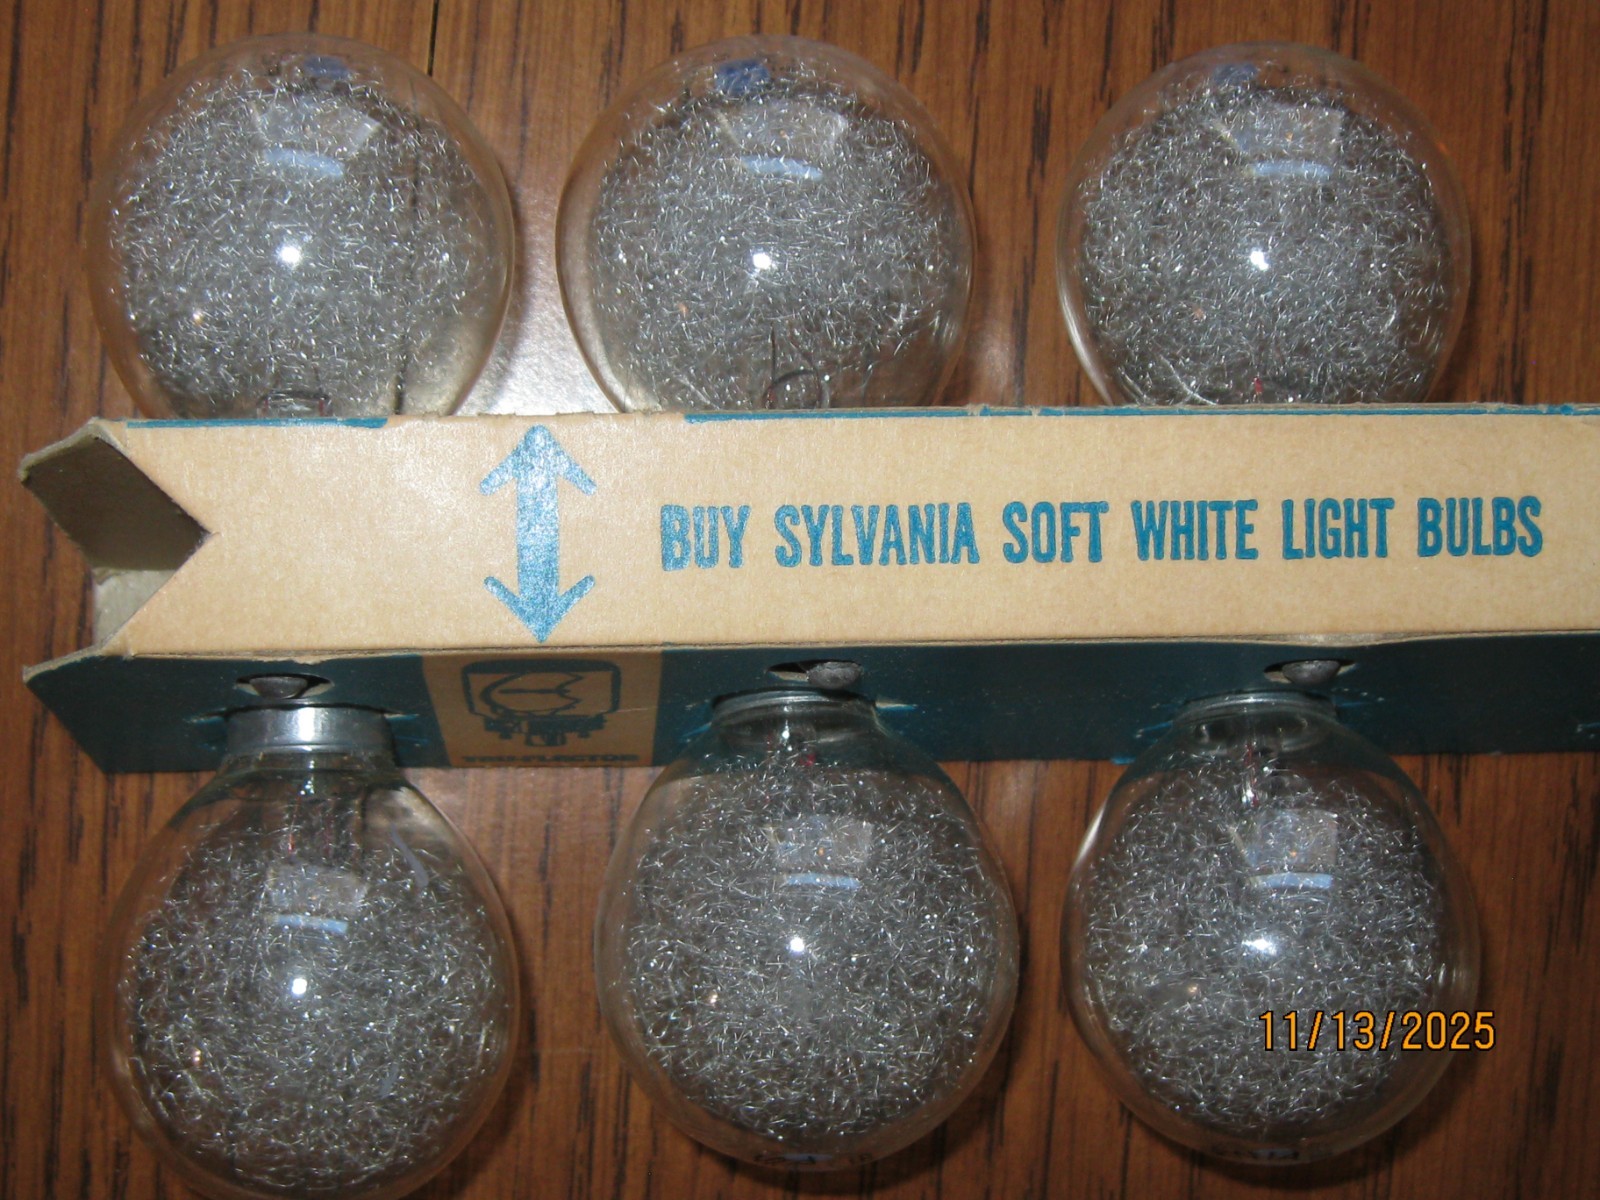 BUY SYLVANIA SOFT WHITE LIGHT BULBS
11/13/2025